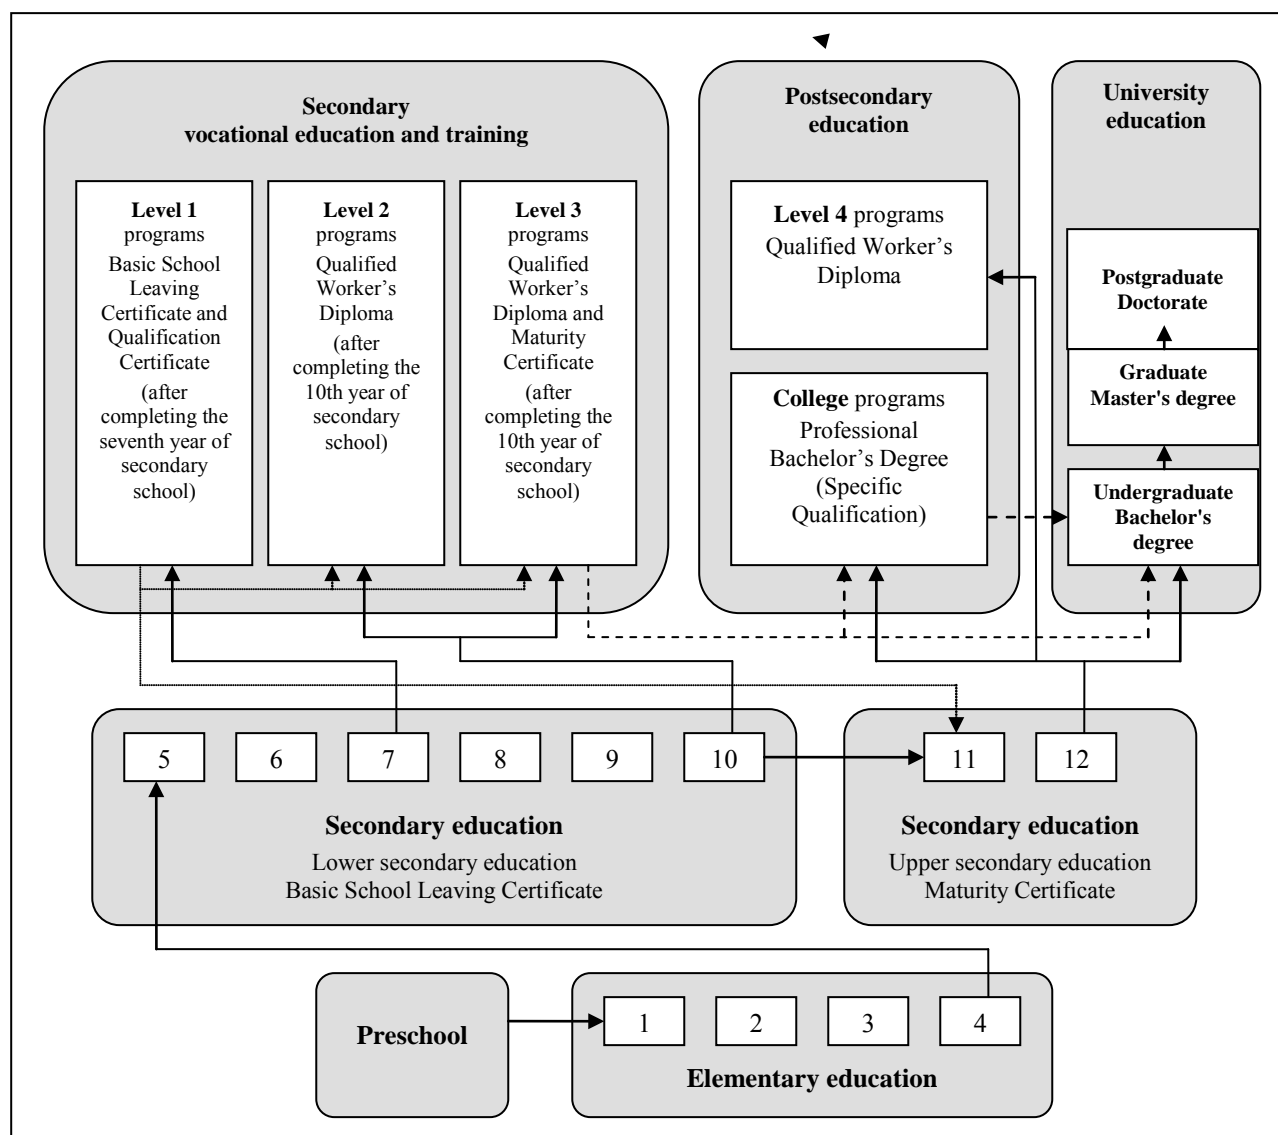 Secondary
vocational education and training
Level 1
programs
Basic School
Leaving
Certificate and
Qualification
Certificate
(after
completing the
seventh year of
secondary
school)
Level 2
programs
Qualified
Worker's
Diploma
(after
completing the
10th year of
secondary
school)
Level 3
programs
Qualified
Worker's
Diploma and
Maturity
Certificate
(after
completing the
10th year of
secondary
school)
Postsecondary
education
Level 4 programs
Qualified Worker's
Diploma
College programs
Professional
Bachelor's Degree
(Specific
Qualification)
University
education
Postgraduate
Doctorate
Graduate
Master's degree
Undergraduate
Bachelor's
degree
5 6 7 8 9 10
Secondary education
Lower secondary education
Basic School Leaving Certificate
11 12
Secondary education
Upper secondary education
Maturity Certificate
Preschool
1 2 3 4
Elementary education